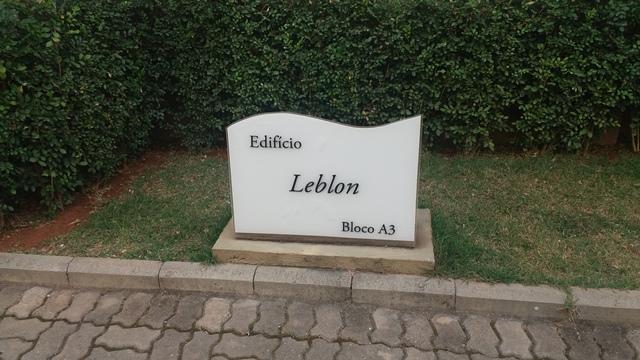 Edifício
Leblon
Bloco A3